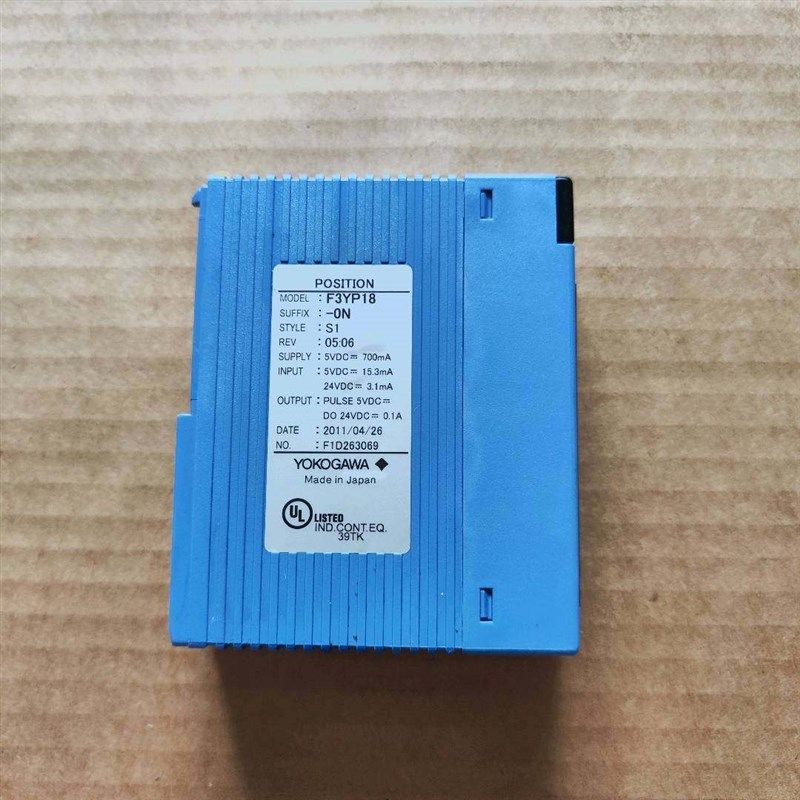 POSITION
MODEL : F3YP18
SUFFIX : -0N
STYLE : S1
REV : 05:06
SUPPLY : 5VDC⎓ 700mA
INPUT : 5VDC⎓ 15.3mA
24VDC⎓ 3.1mA
OUTPUT : PULSE 5VDC⎓
DO 24VDC⎓ 0.1A
DATE : 2011/04/26
NO. : F1D263069
YOKOGAWA ◆
Made in Japan
UL LISTED
IND.CONT.EQ.
39TK